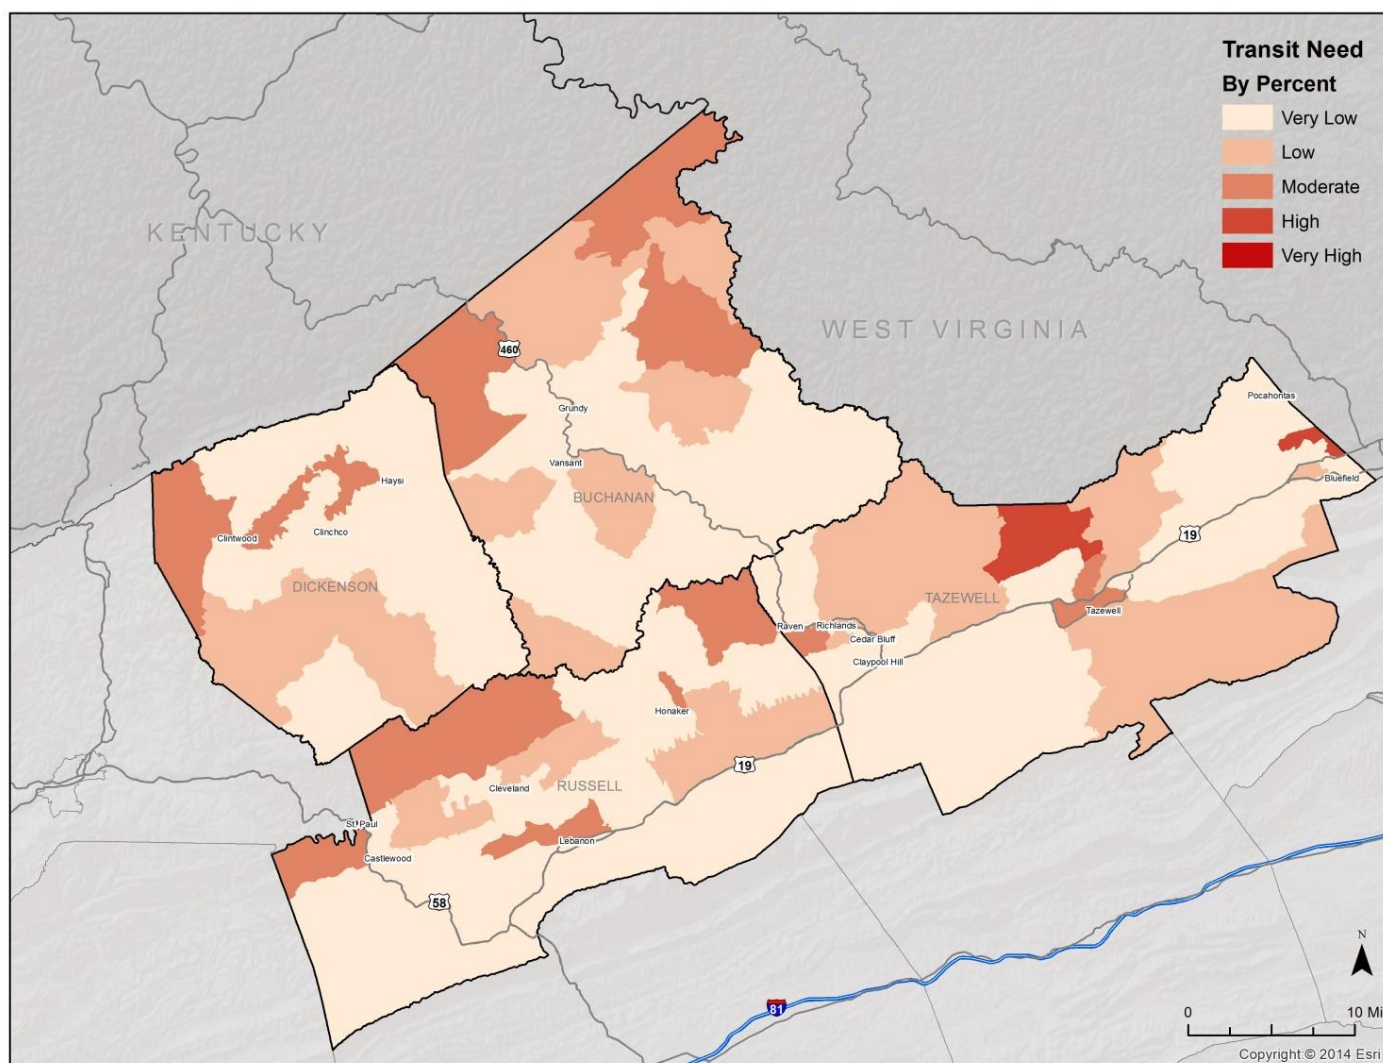 Transit Need
By Percent
Very Low
Low
Moderate
High
Very High
KENTUCKY
WEST VIRGINIA
460
Pocahontas
Grundy
Bluefield
Vansant
Haysi
BUCHANAN
Clintwood
Clinchco
19
DICKENSON
TAZEWELL
Tazewell
Raven
Richlands
Cedar Bluff
Claypool Hill
Honaker
19
RUSSELL
Cleveland
St. Paul
Lebanon
Castlewood
58
N
81
0
10 Mi
Copyright:© 2014 Esri